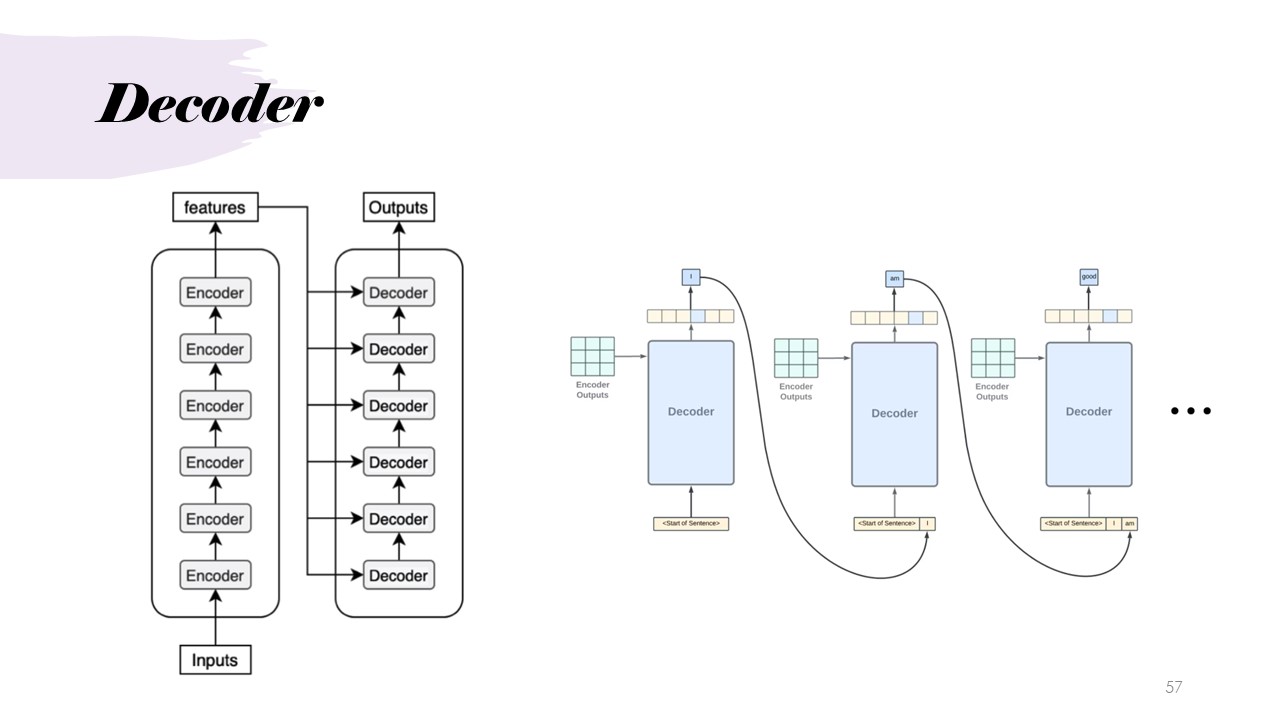 Decoder
features
Encoder
Encoder
Encoder
Encoder
Encoder
Encoder
Inputs
Outputs
Decoder
Decoder
Decoder
Decoder
Decoder
Decoder
I
Encoder
Outputs
Decoder
<Start of Sentence>
am
Encoder
Outputs
Decoder
<Start of Sentence> I
good
Encoder
Outputs
Decoder
<Start of Sentence> I am
...
57